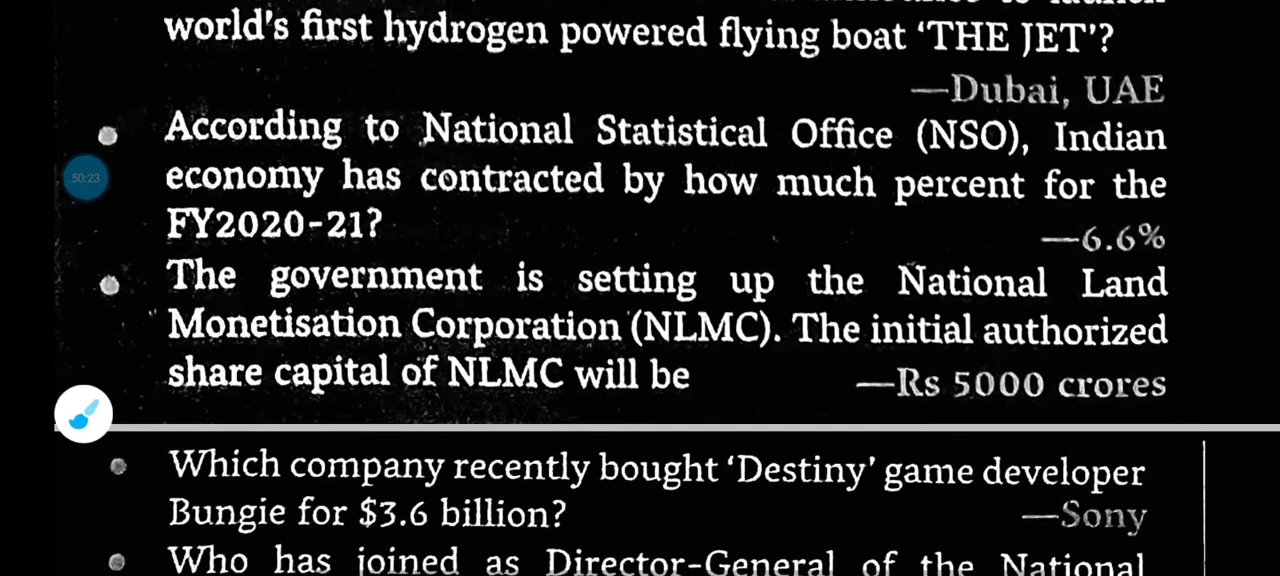 world's first hydrogen powered flying boat ‘THE JET’?
—Dubai, UAE
According to National Statistical Office (NSO), Indian
economy has contracted by how much percent for the
50:23
FY2020-21?
—6.6%
The government is setting up the National Land
Monetisation Corporation (NLMC). The initial authorized
share capital of NLMC will be
—Rs 5000 crores
Which company recently bought ‘Destiny’ game developer
Bungie for $3.6 billion?
—Sony
Who has joined as Director-General of the National